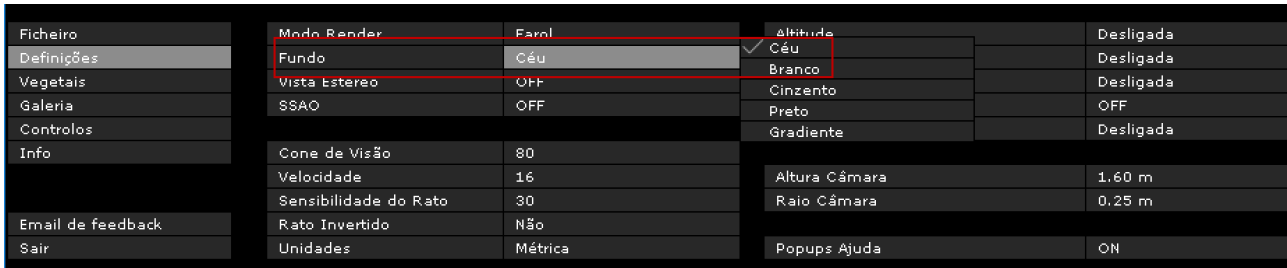 Ficheiro
Definições
Vegetais
Galeria
Controlos
Info
Email de feedback
Sair
Modo Render Farol
Fundo Céu
Vista Estéreo OFF
SSAO OFF
Cone de Visão 80
Velocidade 16
Sensibilidade do Rato 30
Rato Invertido Não
Unidades Métrica
Céu
Branco
Cinzento
Preto
Gradiente
Altitude Desligada
Desligada
Desligada
OFF
Desligada
Altura Câmara 1.60 m
Raio Câmara 0.25 m
Popups Ajuda ON